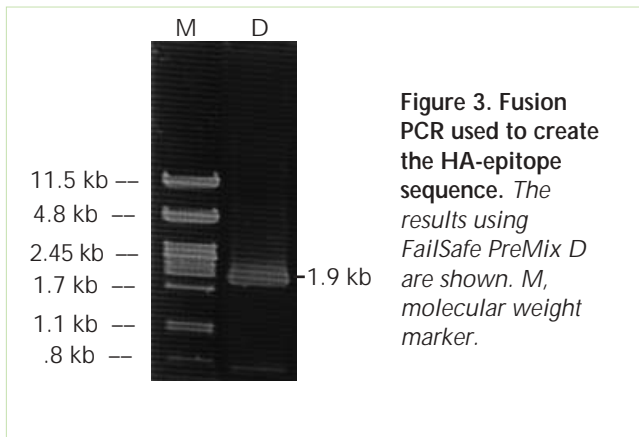 M D
11.5 kb --
4.8 kb --
2.45 kb --
1.7 kb --
1.1 kb --
.8 kb --
-1.9 kb
Figure 3. Fusion
PCR used to create
the HA-epitope
sequence. The
results using
FailSafe PreMix D
are shown. M,
molecular weight
marker.